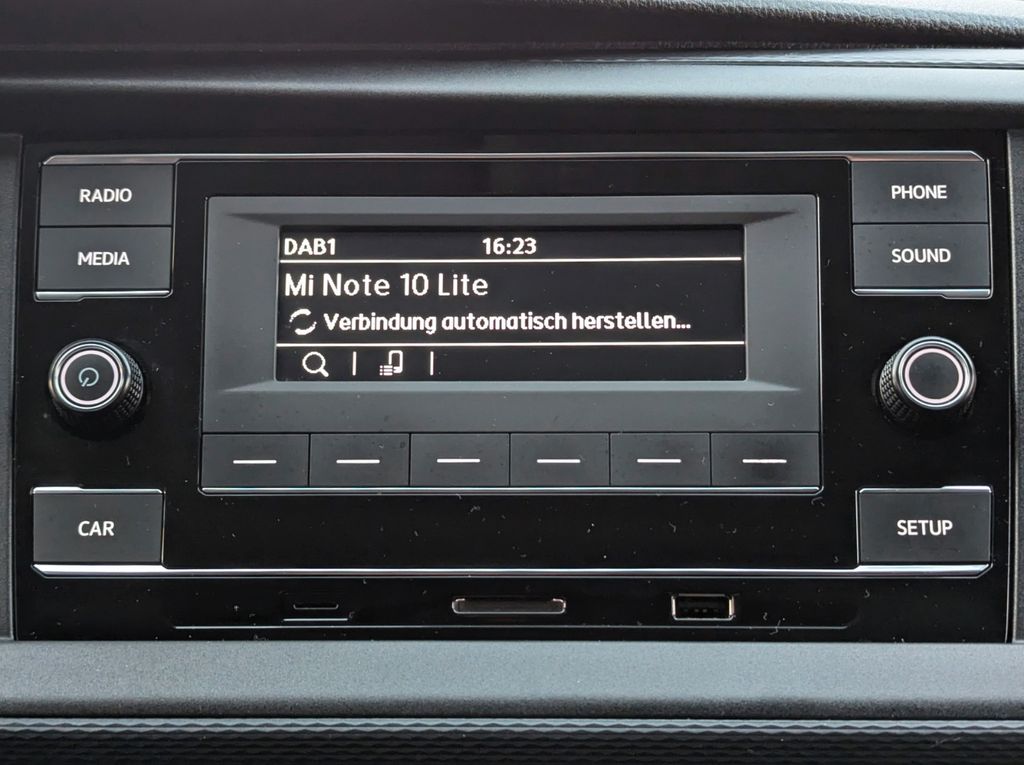 RADIO
MEDIA
PHONE
SOUND
DAB1 16:23
Mi Note 10 Lite
Verbindung automatisch herstellen...
CAR
SETUP